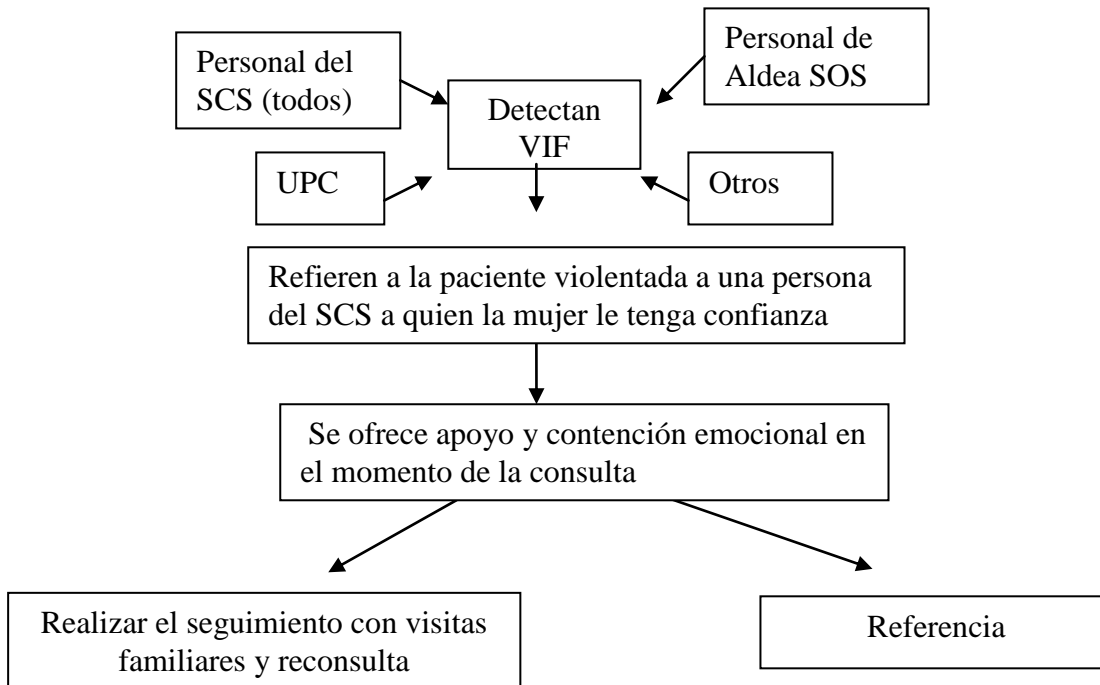 Personal del
SCS (todos)
Personal de
Aldea SOS
Detectan
VIF
UPC
Otros
Refieren a la paciente violentada a una persona
del SCS a quien la mujer le tenga confianza
Se ofrece apoyo y contención emocional en
el momento de la consulta
Realizar el seguimiento con visitas
familiares y reconsulta
Referencia